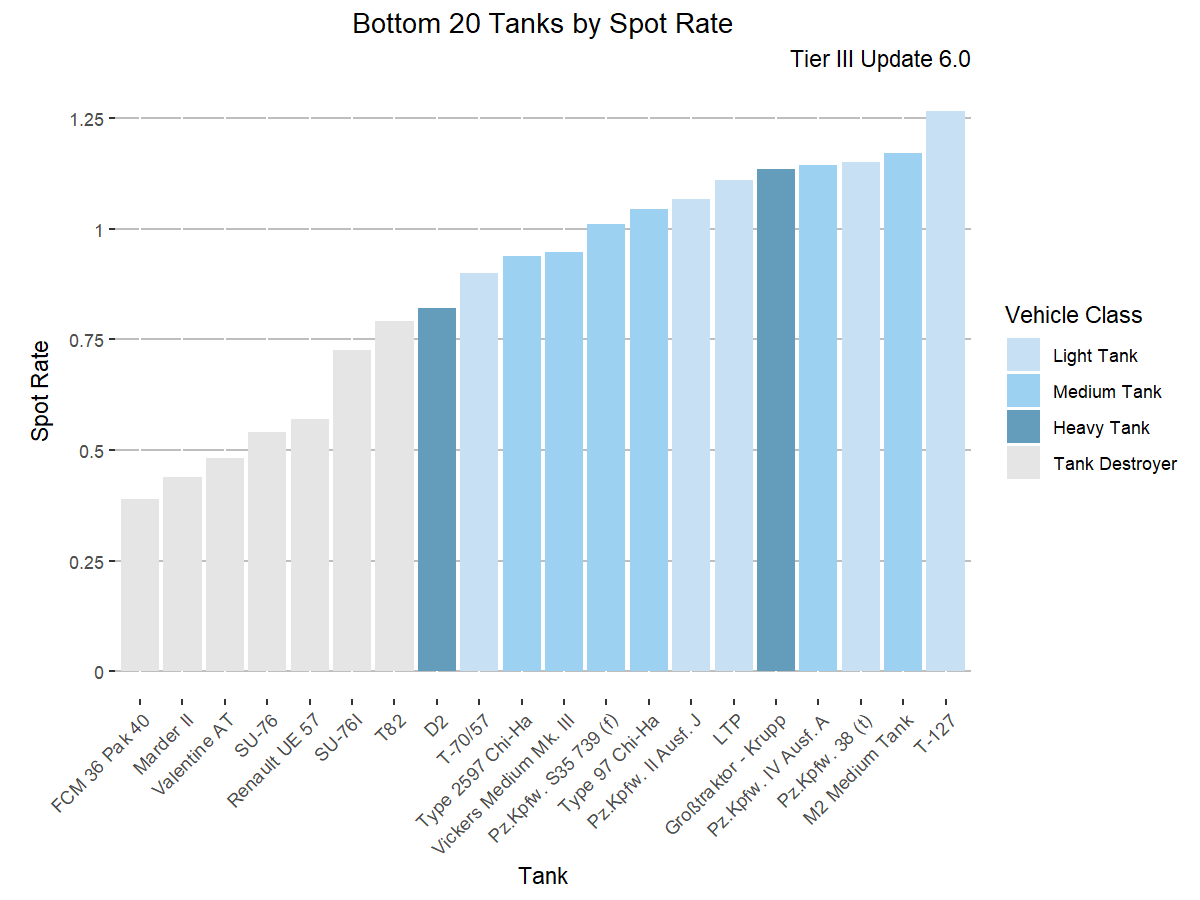 Bottom 20 Tanks by Spot Rate
Tier III Update 6.0
1.25
1
0.75
0.5
0.25
0
Spot Rate
FCM 36 Pak 40
Marder II
Valentine AT
SU-76
Renault UE 57
SU-76I
T82
D2
T-70/57
Type 2597 Chi-Ha
Vickers Medium Mk. III
Pz.Kpfw. S35 739 (f)
Type 97 Chi-Ha
Pz.Kpfw. II Ausf. J
LTP
Großtraktor - Krupp
Pz.Kpfw. IV Ausf. A
Pz.Kpfw. 38 (t)
M2 Medium Tank
T-127
Tank
Vehicle Class
Light Tank
Medium Tank
Heavy Tank
Tank Destroyer